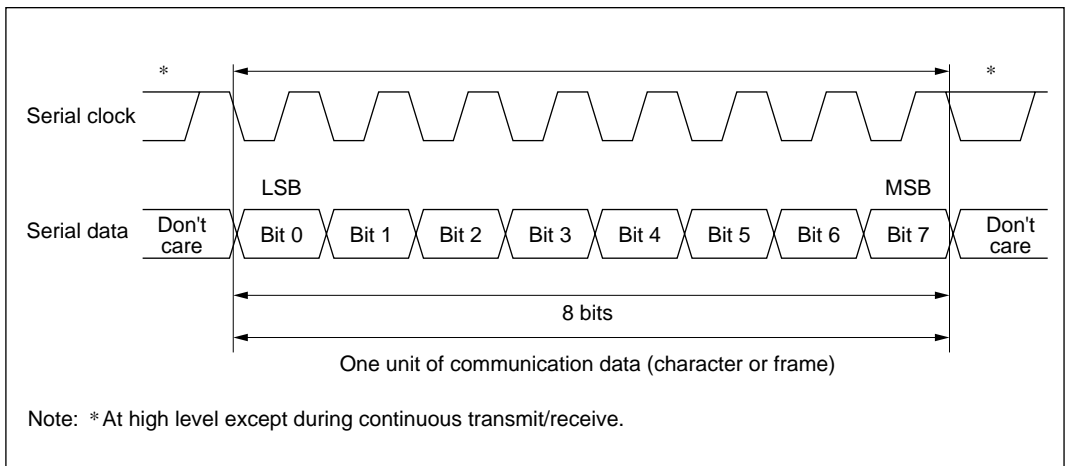 * *
Serial clock
LSB MSB
Serial data Don't care Bit 0 Bit 1 Bit 2 Bit 3 Bit 4 Bit 5 Bit 6 Bit 7 Don't care
8 bits
One unit of communication data (character or frame)
Note: * At high level except during continuous transmit/receive.